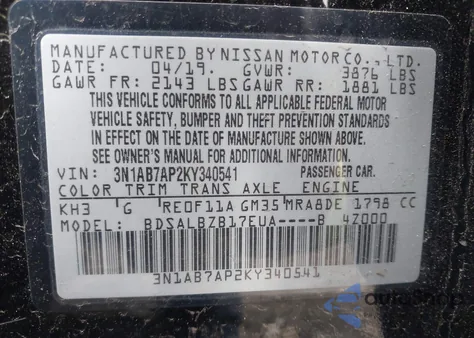 MANUFACTURED BY NISSAN MOTOR CO., LTD.
DATE: 04/19. GVWR: 3876 LBS
GAWR FR: 2143 LBS GAWR RR: 1881 LBS
THIS VEHICLE CONFORMS TO ALL APPLICABLE FEDERAL MOTOR
VEHICLE SAFETY, BUMPER AND THEFT PREVENTION STANDARDS
IN EFFECT ON THE DATE OF MANUFACTURE SHOWN ABOVE.
SEE OWNER'S MANUAL FOR ADDITIONAL INFORMATION.
VIN: 3N1AB7AP2KY340541 PASSENGER CAR.
COLOR TRIM TRANS AXLE ENGINE
KH3 G RE0F11A GM35 MRA8DE 1798 CC
MODEL: BDSALBZB17EUA----B 4Z000
3N1AB7AP2KY340541